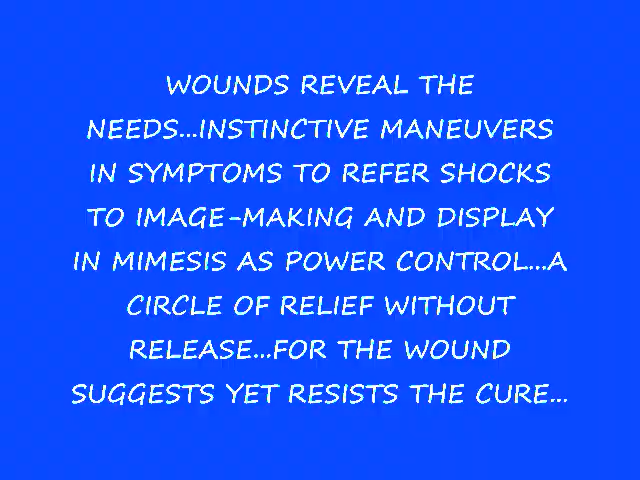 WOUNDS REVEAL THE
NEEDS...INSTINCTIVE MANEUVERS
IN SYMPTOMS TO REFER SHOCKS
TO IMAGE-MAKING AND DISPLAY
IN MIMESIS AS POWER CONTROL...A
CIRCLE OF RELIEF WITHOUT
RELEASE...FOR THE WOUND
SUGGESTS YET RESISTS THE CURE...